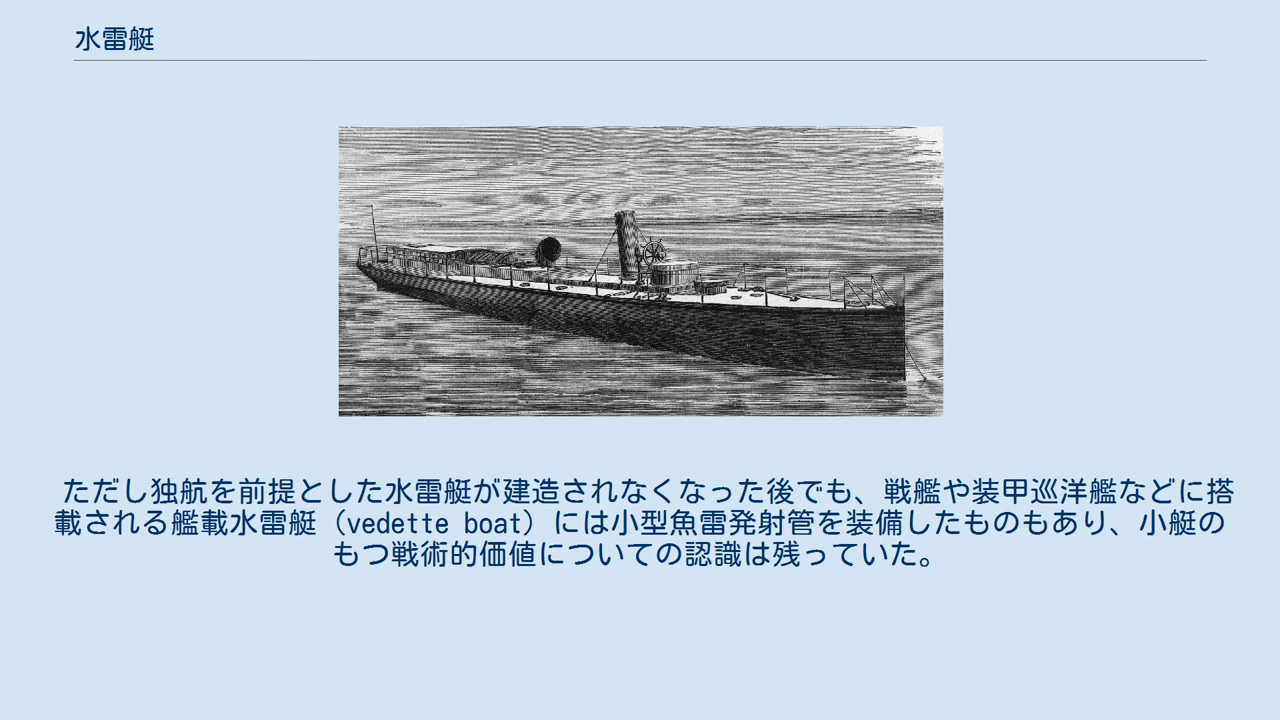 水雷艇
ただし独航を前提とした水雷艇が建造されなくなった後でも、戦艦や装甲巡洋艦などに搭
載される艦載水雷艇（vedette boat）には小型魚雷発射管を装備したものもあり、小艇の
もつ戦術的価値についての認識は残っていた。